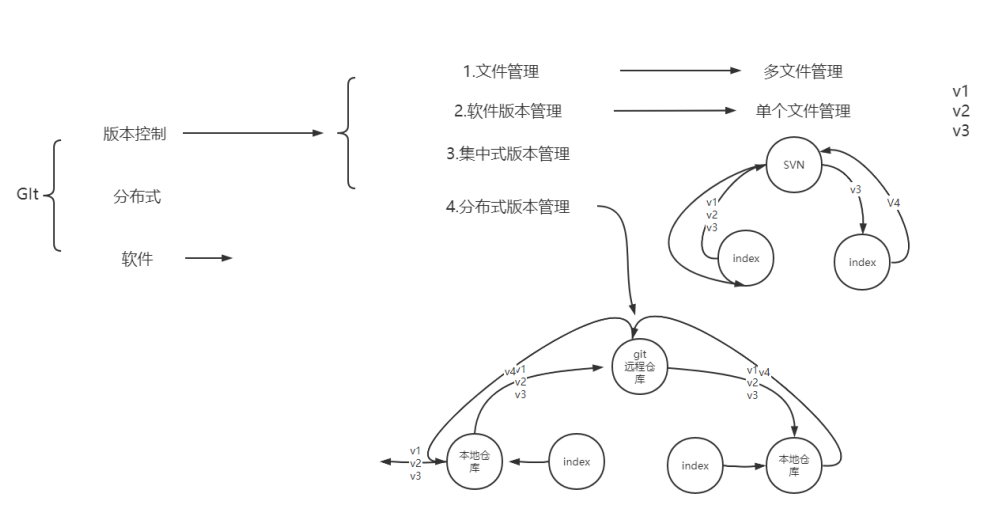 1.文件管理
多文件管理
v1
2.软件版本管理
单个文件管理
v2
v3
版本控制
3.集中式版本管理
SVN
GIt
分布式
v3
V4
v1
v2
v3
4.分布式版本管理
软件
index
index
git
远程仓
库
v4
v1
v2
v3
v1
v4
v2
v3
v1
v2
v3
本地仓
库
index
index
本地仓
库